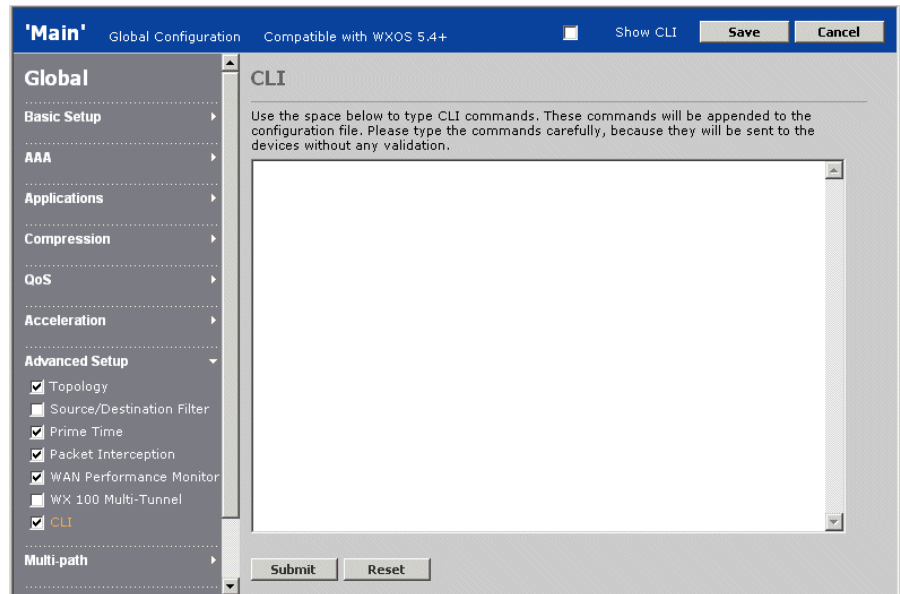 'Main' Global Configuration Compatible with WXOS 5.4+ Show CLI Save Cancel
Global
Basic Setup
AAA
Applications
Compression
QoS
Acceleration
Advanced Setup
Topology
Source/Destination Filter
Prime Time
Packet Interception
WAN Performance Monitor
WX 100 Multi-Tunnel
CLI
Multi-path
CLI
Use the space below to type CLI commands. These commands will be appended to the
configuration file. Please type the commands carefully, because they will be sent to the
devices without any validation.
Submit Reset